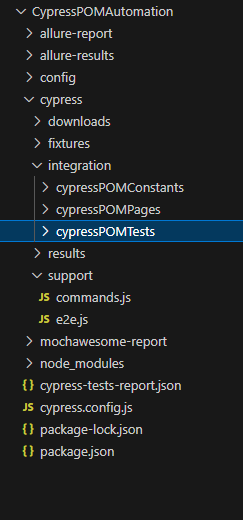 CypressPOMAutomation
allure-report
allure-results
config
cypress
downloads
fixtures
integration
cypressPOMConstants
cypressPOMPages
cypressPOMTests
results
support
JS commands.js
JS e2e.js
mochawesome-report
node_modules
{} cypress-tests-report.json
JS cypress.config.js
{} package-lock.json
{} package.json